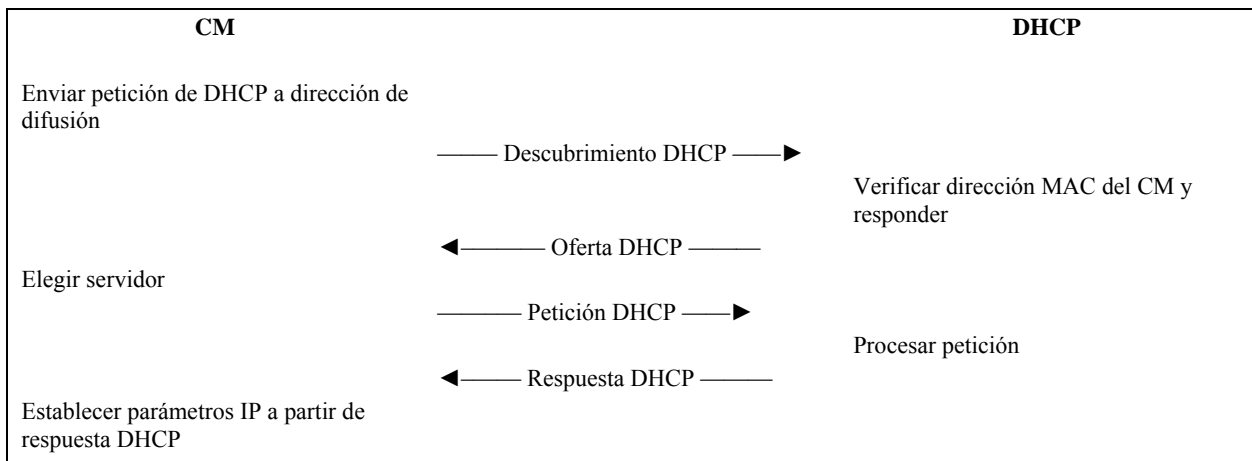 CM DHCP
Enviar petición de DHCP a dirección de
difusión
Descubrimiento DHCP
Verificar dirección MAC del CM y
responder
Oferta DHCP
Elegir servidor
Petición DHCP
Procesar petición
Respuesta DHCP
Establecer parámetros IP a partir de
respuesta DHCP